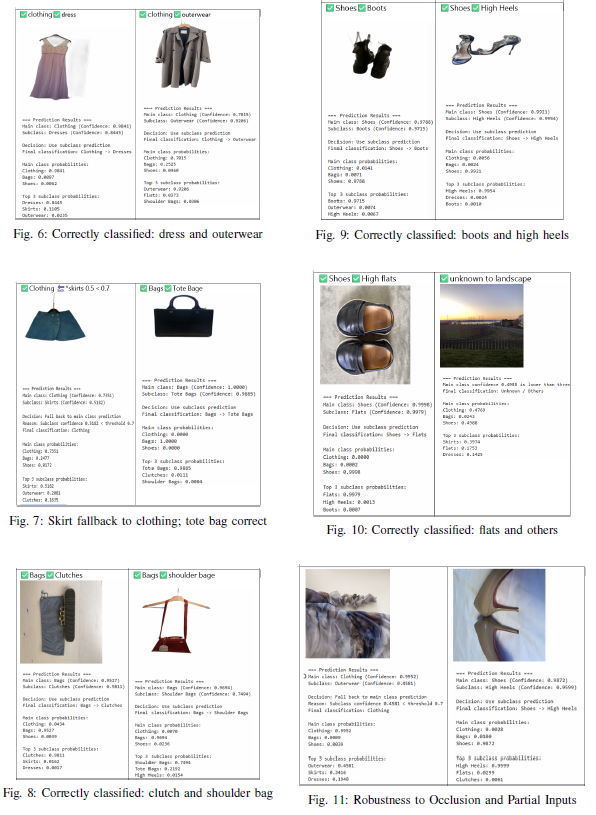 ✅ clothing ✅ dress
=== Prediction Results ===
Main class: Clothing (Confidence: 0.9841)
Subclass: Dresses (Confidence: 0.8445)
Decision: Use subclass prediction
Final classification: Clothing -> Dresses
Main class probabilities:
Clothing: 0.9841
Bags: 0.0097
Shoes: 0.0062
Top 3 subclass probabilities:
Dresses: 0.8445
Skirts: 0.1105
Outerwear: 0.0239
✅ clothing ✅ outerwear
=== Prediction Results ===
Main class: Clothing (Confidence: 0.7015)
Subclass: Outerwear (Confidence: 0.9206)
Decision: Use subclass prediction
Final classification: Clothing -> Outerwear
Main class probabilities:
Clothing: 0.7015
Bags: 0.2525
Shoes: 0.0460
Top 3 subclass probabilities:
Outerwear: 0.9206
Flats: 0.0373
Shoulder Bags: 0.0306
Fig. 6: Correctly classified: dress and outerwear
✅ Clothing *skirts 0.5 < 0.7
=== Prediction Results ===
Main class: Clothing (Confidence: 0.7351)
Subclass: Skirts (Confidence: 0.5162)
Decision: Fall Back to main class prediction
Reason: Subclass confidence 0.5162 < threshold 0.7
Final classification: Clothing
Main class probabilities:
Clothing: 0.7351
Bags: 0.2477
Shoes: 0.0172
Top 3 subclass probabilities:
Skirts: 0.5162
Outerwear: 0.2081
Clutches: 0.1835
✅ Bags ✅ Tote Bage
=== Prediction Results ===
Main class: Bags (Confidence: 1.0000)
Subclass: Tote Bags (Confidence: 0.9885)
Decision: Use subclass prediction
Final classification: Bags -> Tote Bags
Main class probabilities:
Clothing: 0.0000
Bags: 1.0000
Shoes: 0.0000
Top 3 subclass probabilities:
Tote Bags: 0.9885
Clutches: 0.0111
Shoulder Bags: 0.0004
Fig. 7: Skirt fallback to clothing; tote bag correct
✅ Bags ✅ Clutches
=== Prediction Results ===
Main class: Bags (Confidence: 0.9527)
Subclass: Clutches (Confidence: 0.9811)
Decision: Use subclass prediction
Final classification: Bags -> Clutches
Main class probabilities:
Clothing: 0.0434
Bags: 0.9527
Shoes: 0.0039
Top 3 subclass probabilities:
Clutches: 0.9811
Skirts: 0.0162
Dresses: 0.0017
✅ Bags ✅ shoulder bage
=== Prediction Results ===
Main class: Bags (Confidence: 0.9694)
Subclass: Shoulder Bags (Confidence: 0.7494)
Decision: Use subclass prediction
Final classification: Bags -> Shoulder Bags
Main class probabilities:
Clothing: 0.0070
Bags: 0.9694
Shoes: 0.0236
Top 3 subclass probabilities:
Shoulder Bags: 0.7494
Tote Bags: 0.2192
High Heels: 0.0154
Fig. 8: Correctly classified: clutch and shoulder bag
✅ Shoes ✅ Boots
=== Prediction Results ===
Main class: Shoes (Confidence: 0.9788)
Subclass: Boots (Confidence: 0.9715)
Decision: Use subclass prediction
Final classification: Shoes -> Boots
Main class probabilities:
Clothing: 0.0141
Bags: 0.0071
Shoes: 0.9788
Top 3 subclass probabilities:
Boots: 0.9715
Outerwear: 0.0074
High Heels: 0.0067
✅ Shoes ✅ High Heels
=== Prediction Results ===
Main class: Shoes (Confidence: 0.9921)
Subclass: High Heels (Confidence: 0.9954)
Decision: Use subclass prediction
Final classification: Shoes -> High Heels
Main class probabilities:
Clothing: 0.0056
Bags: 0.0024
Shoes: 0.9921
Top 3 subclass probabilities:
High Heels: 0.9954
Dresses: 0.0024
Boots: 0.0010
Fig. 9: Correctly classified: boots and high heels
✅ Shoes ✅ High flats
=== Prediction Results ===
Main class: Shoes (Confidence: 0.9998)
Subclass: Flats (Confidence: 0.9979)
Decision: Use subclass prediction
Final classification: Shoes -> Flats
Main class probabilities:
Clothing: 0.0000
Bags: 0.0002
Shoes: 0.9998
Top 3 subclass probabilities:
Flats: 0.9979
High Heels: 0.0013
Boots: 0.0007
✅ unknown to landscape
=== Prediction Results ===
Main class confidence 0.4988 is lower than thres
Final classification: Unknown / Others
Main class probabilities:
Clothing: 0.4769
Bags: 0.0243
Shoes: 0.4988
Top 3 subclass probabilities:
Skirts: 0.3974
Flats: 0.1753
Dresses: 0.1425
Fig. 10: Correctly classified: flats and others
=== Prediction Results ===
Main class: Clothing (Confidence: 0.9952)
Subclass: Outerwear (Confidence: 0.4581)
Decision: Fall back to main class prediction
Reason: Subclass confidence 0.4581 < threshold 0.7
Final classification: Clothing
Main class probabilities:
Clothing: 0.9952
Bags: 0.0009
Shoes: 0.0039
Top 3 subclass probabilities:
Outerwear: 0.4581
Skirts: 0.3416
Dresses: 0.1948
=== Prediction Results ===
Main class: Shoes (Confidence: 0.9872)
Subclass: High Heels (Confidence: 0.9599)
Decision: Use subclass prediction
Final classification: Shoes -> High Heels
Main class probabilities:
Clothing: 0.0028
Bags: 0.0100
Shoes: 0.9872
Top 3 subclass probabilities:
High Heels: 0.9599
Flats: 0.0299
Clutches: 0.0061
Fig. 11: Robustness to Occlusion and Partial Inputs